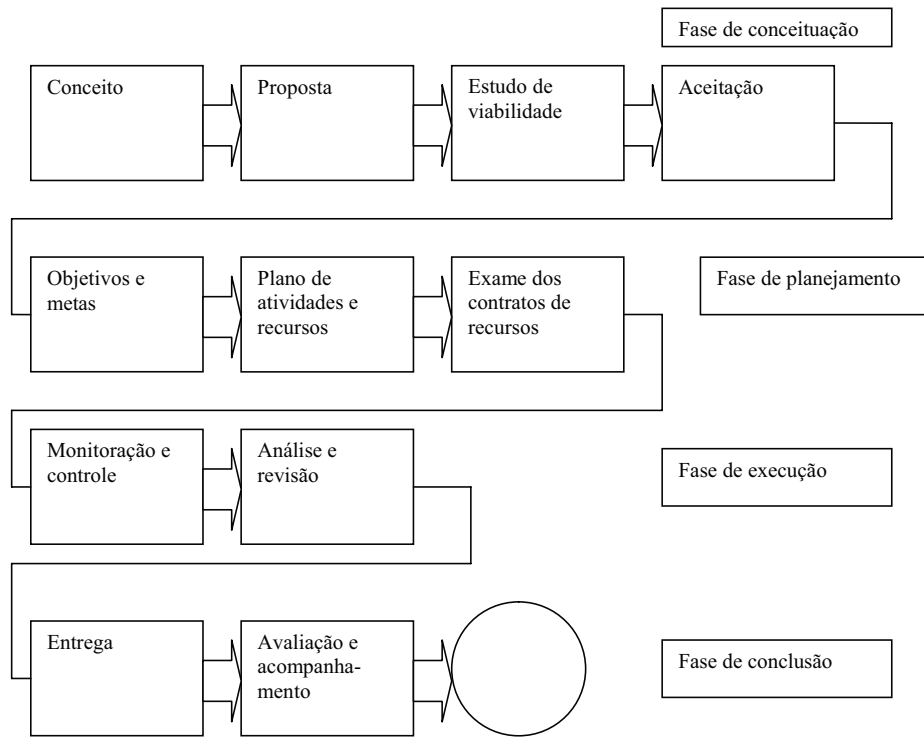 Fase de conceituação
Conceito
Proposta
Estudo de
viabilidade
Aceitação
Objetivos e
metas
Plano de
atividades e
recursos
Exame dos
contratos de
recursos
Fase de planejamento
Monitoração e
controle
Análise e
revisão
Fase de execução
Entrega
Avaliação e
acompanha-
mento
Fase de conclusão